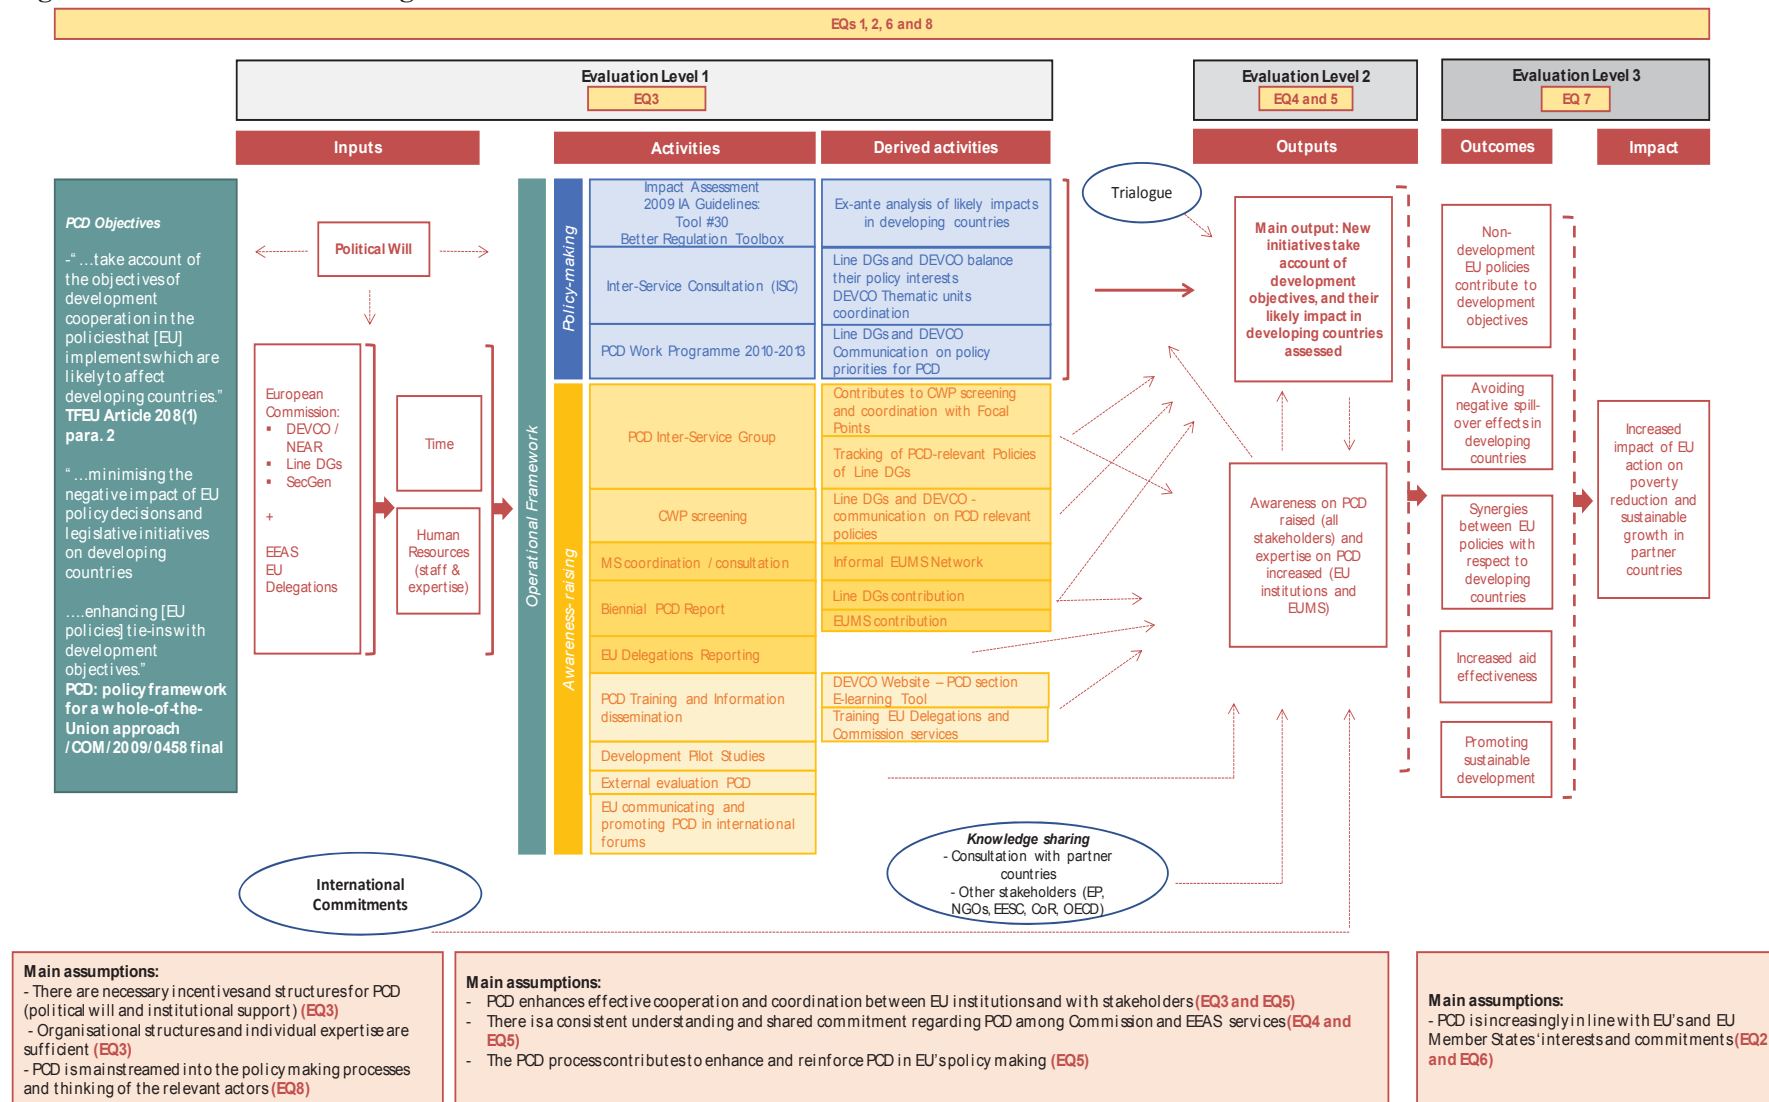 EQs 1, 2, 6 and 8
Evaluation Level 1
EQ3
Evaluation Level 2
EQ4 and 5
Evaluation Level 3
EQ 7
Inputs
Activities
Derived activities
Outputs
Outcomes
Impact
PCD Objectives
-“ …take account of
the objectives of
development
cooperation in the
policies that [EU]
implements which are
likely to affect
developing countries.”
TFEU Article 208(1)
para. 2
“ …minimising the
negative impact of EU
policy decisions and
legislative initiatives
on developing
countries
….enhancing [EU
policies] tie-ins with
development
objectives.”
PCD: policy framework
for a whole-of-the-
Union approach
/COM/2009/0458 final
Political Will
European
Commission:
▪ DEVCO /
NEAR
▪ Line DGs
▪ SecGen
+
EEAS
EU
Delegations
Time
Human
Resources
(staff &
expertise)
Operational Framework
Policy-making
Awareness-raising
Impact Assessment
2009 IA Guidelines:
Tool #30
Better Regulation Toolbox
Ex-ante analysis of likely impacts
in developing countries
Inter-Service Consultation (ISC)
Line DGs and DEVCO balance
their policy interests
DEVCO Thematic units
coordination
PCD Work Programme 2010-2013
Line DGs and DEVCO
Communication on policy
priorities for PCD
PCD Inter-Service Group
Contributes to CWP screening
and coordination with Focal
Points
Tracking of PCD-relevant Policies
of Line DGs
CWP screening
Line DGs and DEVCO -
communication on PCD relevant
policies
MS coordination / consultation
Informal EUMS Network
Biennial PCD Report
Line DGs contribution
EUMS contribution
EU Delegations Reporting
PCD Training and Information
dissemination
DEVCO Website – PCD section
E-learning Tool
Training EU Delegations and
Commission services
Development Pilot Studies
External evaluation PCD
EU communicating and
promoting PCD in international
forums
Trialogue
Main output: New
initiatives take
account of
development
objectives, and their
likely impact in
developing countries
assessed
Awareness on PCD
raised (all
stakeholders) and
expertise on PCD
increased (EU
institutions and
EUMS)
Non-
development
EU policies
contribute to
development
objectives
Avoiding
negative spill-
over effects in
developing
countries
Synergies
between EU
policies with
respect to
developing
countries
Increased aid
effectiveness
Promoting
sustainable
development
Increased
impact of EU
action on
poverty
reduction and
sustainable
growth in
partner
countries
International
Commitments
Knowledge sharing
- Consultation with partner
countries
- Other stakeholders (EP,
NGOs, EESC, CoR, OECD)
Main assumptions:
- There are necessary incentives and structures for PCD
(political will and institutional support) (EQ3)
- Organisational structures and individual expertise are
sufficient (EQ3)
- PCD is mainstreamed into the policy making processes
and thinking of the relevant actors (EQ8)
Main assumptions:
- PCD enhances effective cooperation and coordination between EU institutions and with stakeholders (EQ3 and EQ5)
- There is a consistent understanding and shared commitment regarding PCD among Commission and EEAS services (EQ4 and
EQ5)
- The PCD process contributes to enhance and reinforce PCD in EU’s policy making (EQ5)
Main assumptions:
- PCD is increasingly in line with EU’s and EU
Member States‘ interests and commitments (EQ2
and EQ6)